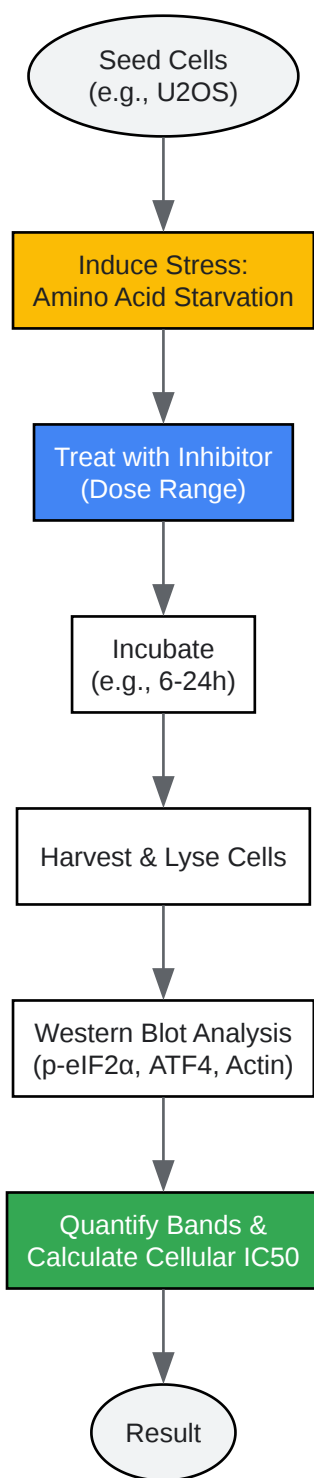 Seed Cells
(e.g., U2OS)
Induce Stress:
Amino Acid Starvation
Treat with Inhibitor
(Dose Range)
Incubate
(e.g., 6-24h)
Harvest & Lyse Cells
Western Blot Analysis
(p-eIF2α, ATF4, Actin)
Quantify Bands &
Calculate Cellular IC50
Result